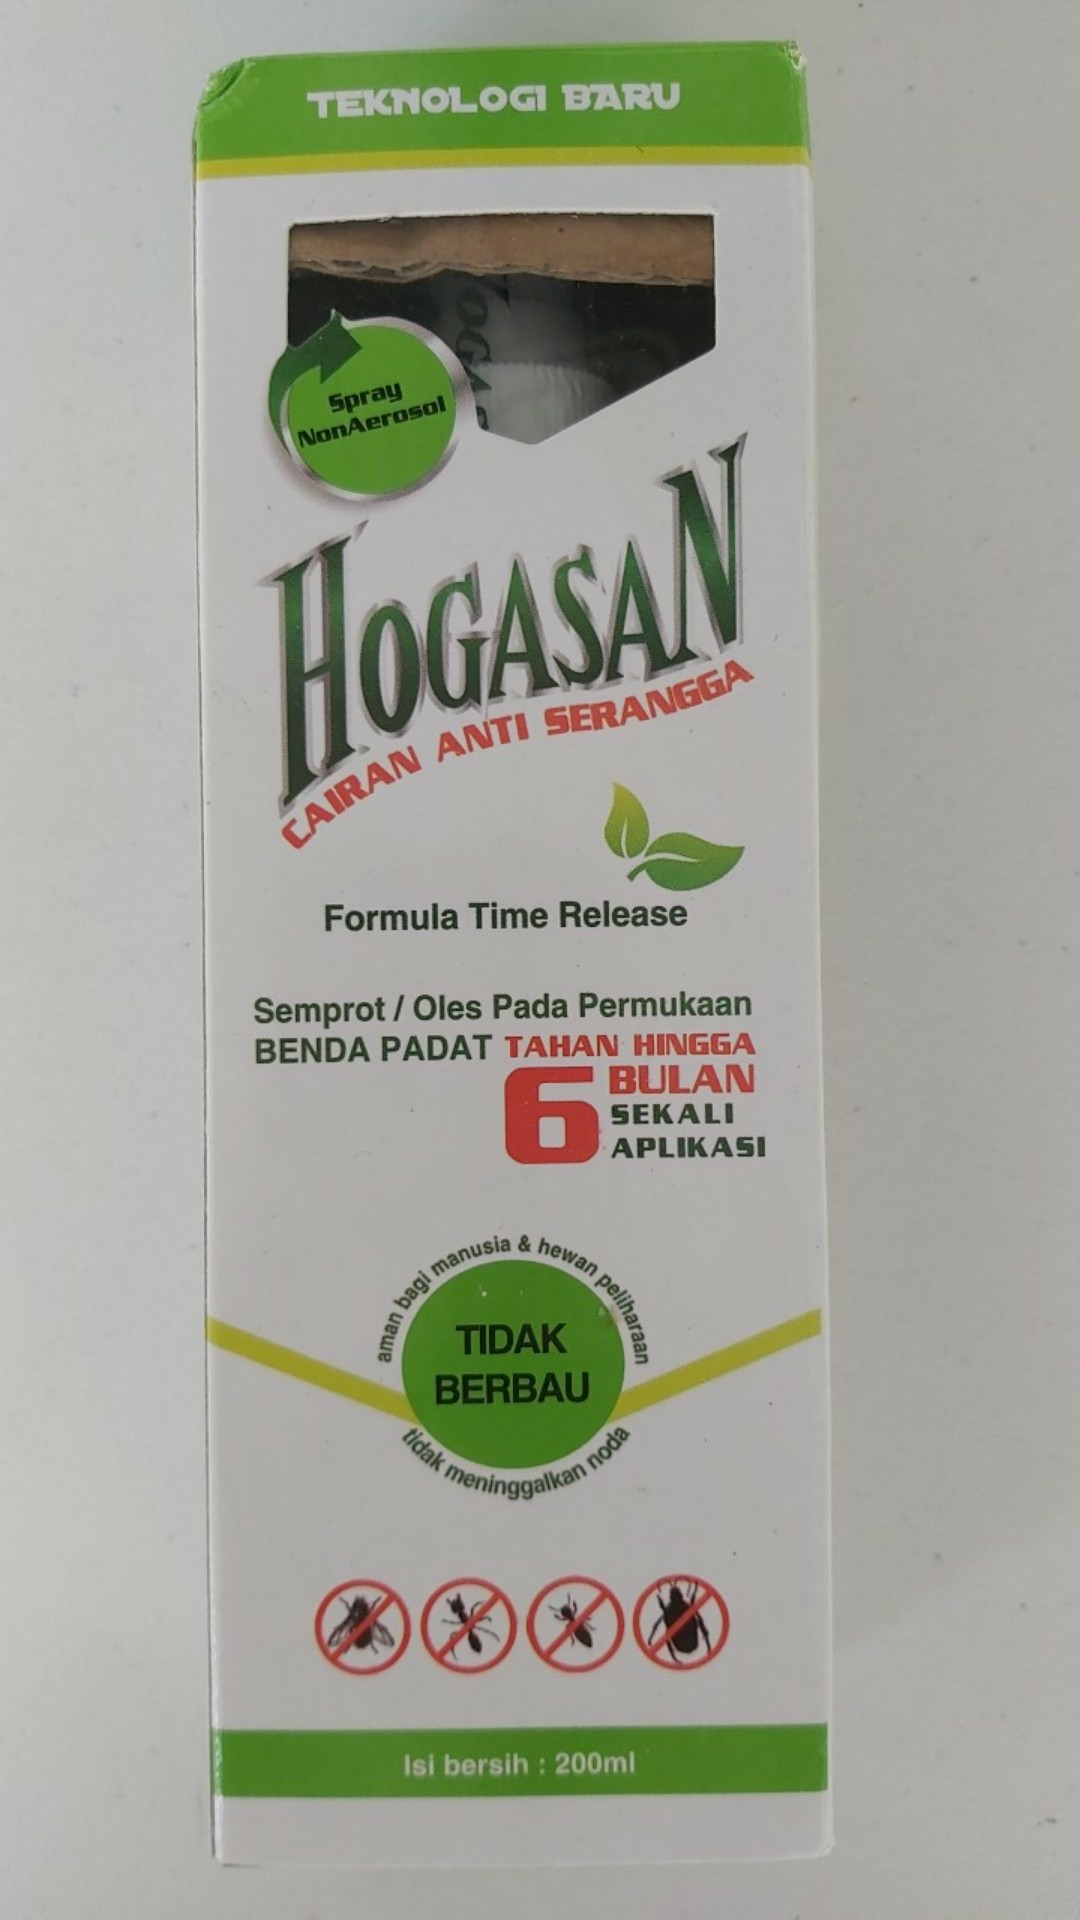 TEKNOLOGI BARU
Spray
NonAerosol
HOGASAN
CAIRAN ANTI SERANGGA
Formula Time Release
Semprot / Oles Pada Permukaan
BENDA PADAT TAHAN HINGGA
6 BULAN
SEKALI
APLIKASI
aman bagi manusia & hewan peliharaan
TIDAK
BERBAU
tidak meninggalkan noda
Isi bersih : 200ml